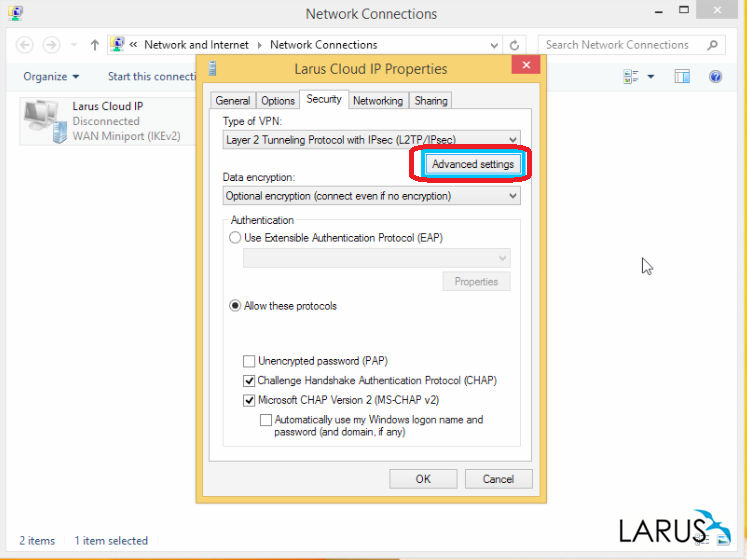 Network Connections
« Network and Internet Network Connections
Search Network Connections
Organize
Start this connecti
Larus Cloud IP
Disconnected
WAN Miniport (IKEv2)
Larus Cloud IP Properties
General Options Security Networking Sharing
Type of VPN:
Layer 2 Tunneling Protocol with IPsec (L2TP/IPsec)
Advanced settings
Data encryption:
Optional encryption (connect even if no encryption)
Authentication
Use Extensible Authentication Protocol (EAP)
Properties
Allow these protocols
Unencrypted password (PAP)
Challenge Handshake Authentication Protocol (CHAP)
Microsoft CHAP Version 2 (MS-CHAP v2)
Automatically use my Windows logon name and
password (and domain, if any)
OK Cancel
2 items 1 item selected
LARUS